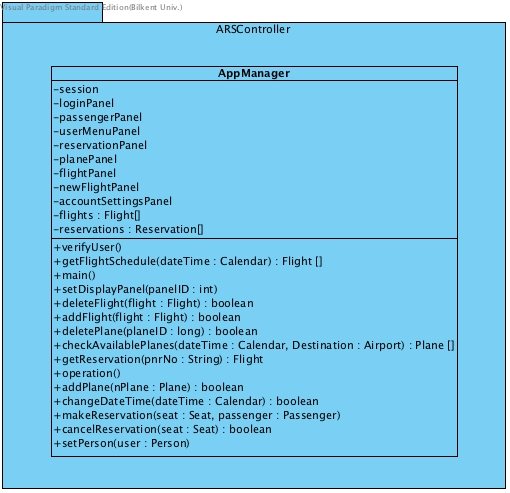 Visual Paradigm Standard Edition(Bilkent Univ.)
ARSController
AppManager
-session
-loginPanel
-passengerPanel
-userMenuPanel
-reservationPanel
-planePanel
-flightPanel
-newFlightPanel
-accountSettingsPanel
-flights : Flight[]
-reservations : Reservation[]
+verifyUser()
+getFlightSchedule(dateTime : Calendar) : Flight []
+main()
+setDisplayPanel(panelID : int)
+deleteFlight(flight : Flight) : boolean
+addFlight(flight : Flight) : boolean
+deletePlane(planeID : long) : boolean
+checkAvailablePlanes(dateTime : Calendar, Destination : Airport) : Plane []
+getReservation(pnrNo : String) : Flight
+operation()
+addPlane(nPlane : Plane) : boolean
+changeDateTime(dateTime : Calendar) : boolean
+makeReservation(seat : Seat, passenger : Passenger)
+cancelReservation(seat : Seat) : boolean
+setPerson(user : Person)